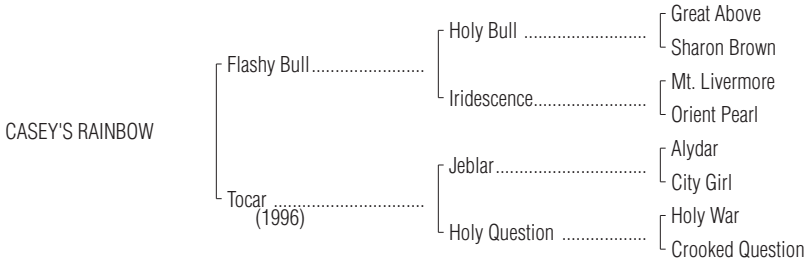 Great Above
Holy Bull ........................
Sharon Brown
Flashy Bull......................
Mt. Livermore
Iridescence......................
Orient Pearl
CASEY'S RAINBOW
Alydar
Jeblar.............................
City Girl
Tocar .............................
(1996)
Holy War
Holy Question .................
Crooked Question